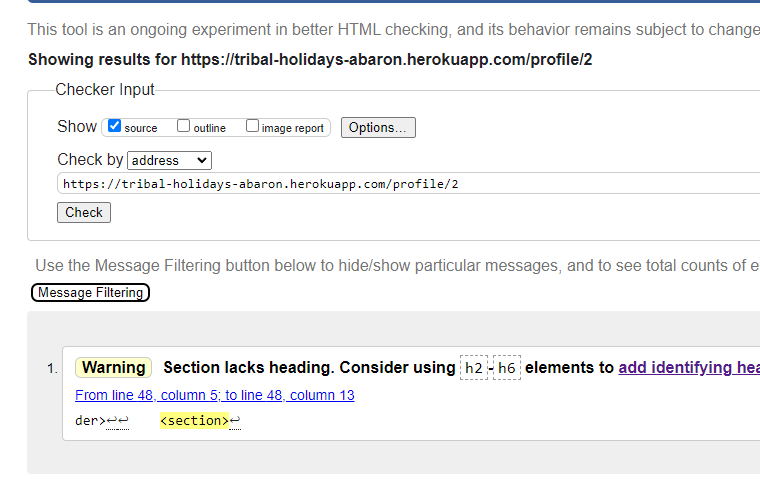 This tool is an ongoing experiment in better HTML checking, and its behavior remains subject to change
Showing results for https://tribal-holidays-abaron.herokuapp.com/profile/2
Checker Input
Show source outline image report Options...
Check by address
https://tribal-holidays-abaron.herokuapp.com/profile/2
Check
Use the Message Filtering button below to hide/show particular messages, and to see total counts of e
Message Filtering
1. Warning Section lacks heading. Consider using h2-h6 elements to add identifying hea
From line 48, column 5; to line 48, column 13
der>↩↩ <section>↩